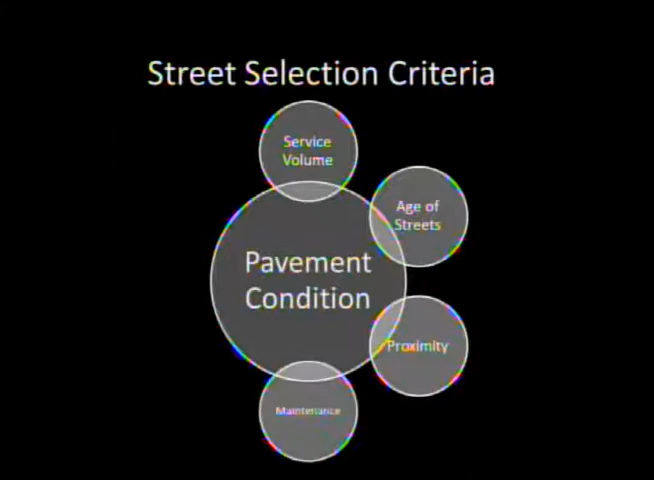 Street Selection Criteria
Service
Volume
Age of
Streets
Pavement
Condition
Proximity
Maintenance